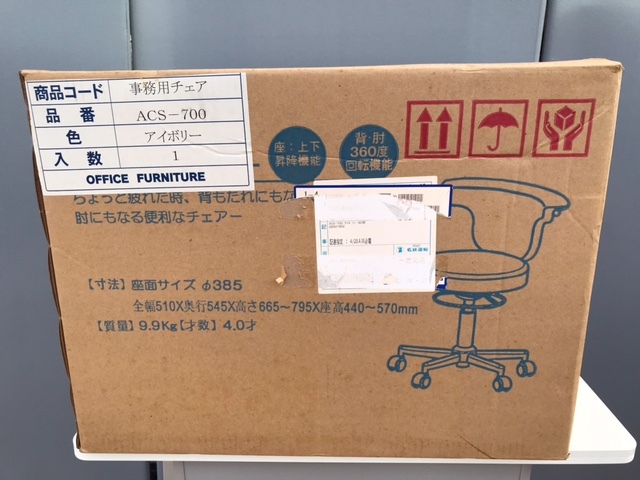 商品コード 事務用チェア
品番 ACS-700
色 アイボリー
入数 1
OFFICE FURNITURE
座：上下
昇降機能
背・肘
360度
回転機能
ちょっと疲れた時、背もたれにもな
肘にもなる便利なチェアー
【寸法】座面サイズ φ385
全幅510X奥行545X高さ665～795X座高440～570mm
【質量】9.9Kg【才数】4.0才